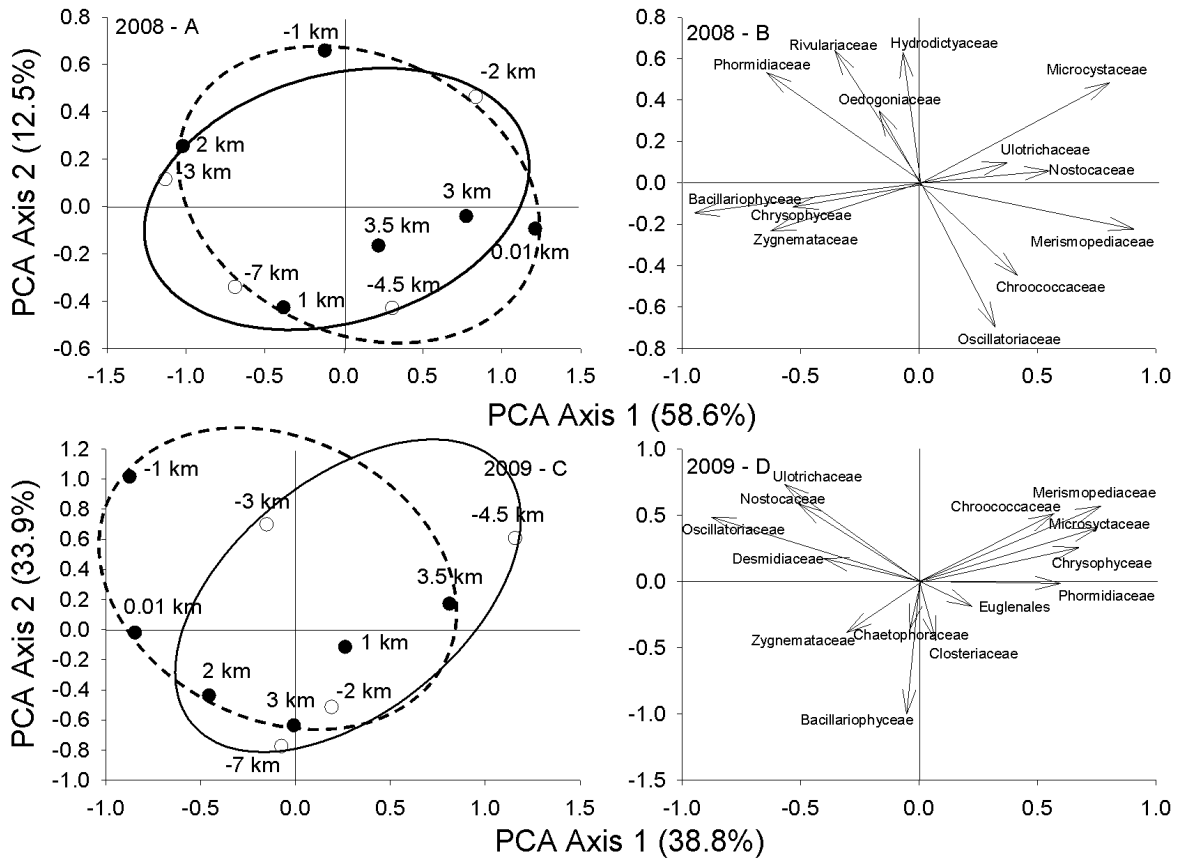 2008 - A
-1 km
-2 km
2 km
-3 km
3 km
3.5 km
0.01 km
-7 km
1 km
-4.5 km
PCA Axis 2 (12.5%)
0.8
0.6
0.4
0.2
0.0
-0.2
-0.4
-0.6
-1.5 -1.0 -0.5 0.0 0.5 1.0 1.5
2008 - B
Rivulariaceae
Hydrodictyaceae
Phormidiaceae
Microcystaceae
Oedogoniaceae
Ulotrichaceae
Nostocaceae
Bacillariophyceae
Chrysophyceae
Zygnemataceae
Merismopediaceae
Chroococcaceae
Oscillatoriaceae
0.8
0.6
0.4
0.2
0.0
-0.2
-0.4
-0.6
-0.8
-1.0 -0.5 0.0 0.5 1.0
PCA Axis 1 (58.6%)
2009 - C
-1 km
-3 km
-4.5 km
3.5 km
0.01 km
1 km
2 km
3 km
-2 km
-7 km
PCA Axis 2 (33.9%)
1.2
1.0
0.8
0.6
0.4
0.2
0.0
-0.2
-0.4
-0.6
-0.8
-1.0
-1.0 -0.5 0.0 0.5 1.0 1.5
2009 - D
Ulotrichaceae
Nostocaceae
Merismopediaceae
Chroococcaceae
Oscillatoriaceae
Microsyctaceae
Desmidiaceae
Chrysophyceae
Phormidiaceae
Euglenales
Zygnemataceae
Chaetophoraceae
Closteriaceae
Bacillariophyceae
1.0
0.5
0.0
-0.5
-1.0
-1.5
-1.0 -0.5 0.0 0.5 1.0
PCA Axis 1 (38.8%)